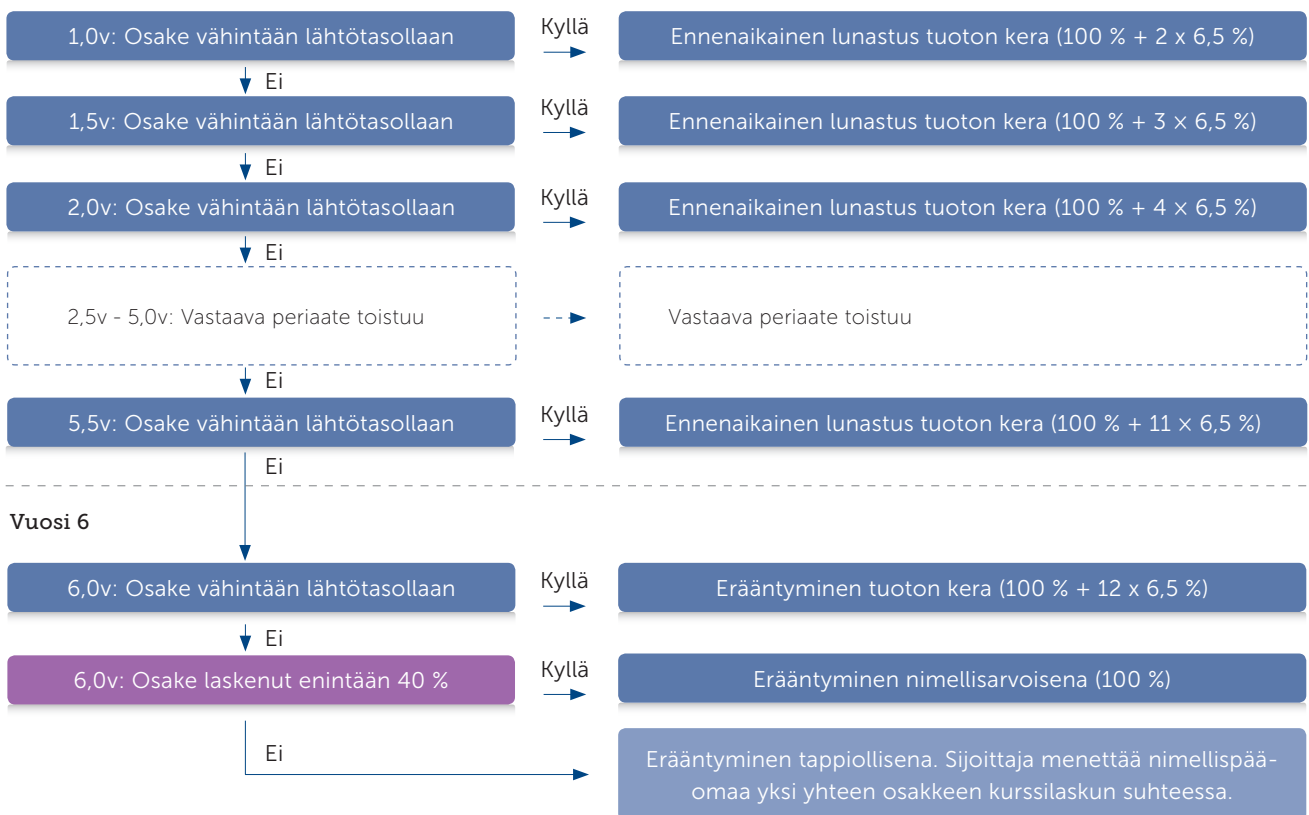 1,0v: Osake vähintään lähtötasollaan
Kyllä
Ennenaikainen lunastus tuoton kera (100 % + 2 x 6,5 %)
Ei
1,5v: Osake vähintään lähtötasollaan
Kyllä
Ennenaikainen lunastus tuoton kera (100 % + 3 × 6,5 %)
Ei
2,0v: Osake vähintään lähtötasollaan
Kyllä
Ennenaikainen lunastus tuoton kera (100 % + 4 × 6,5 %)
Ei
2,5v - 5,0v: Vastaava periaate toistuu
Vastaava periaate toistuu
Ei
5,5v: Osake vähintään lähtötasollaan
Kyllä
Ennenaikainen lunastus tuoton kera (100 % + 11 × 6,5 %)
Ei
Vuosi 6
6,0v: Osake vähintään lähtötasollaan
Kyllä
Erääntyminen tuoton kera (100 % + 12 x 6,5 %)
Ei
6,0v: Osake laskenut enintään 40 %
Kyllä
Erääntyminen nimellisarvoisena (100 %)
Ei
Erääntyminen tappiollisena. Sijoittaja menettää nimellispää-
omaa yksi yhteen osakkeen kurssilaskun suhteessa.